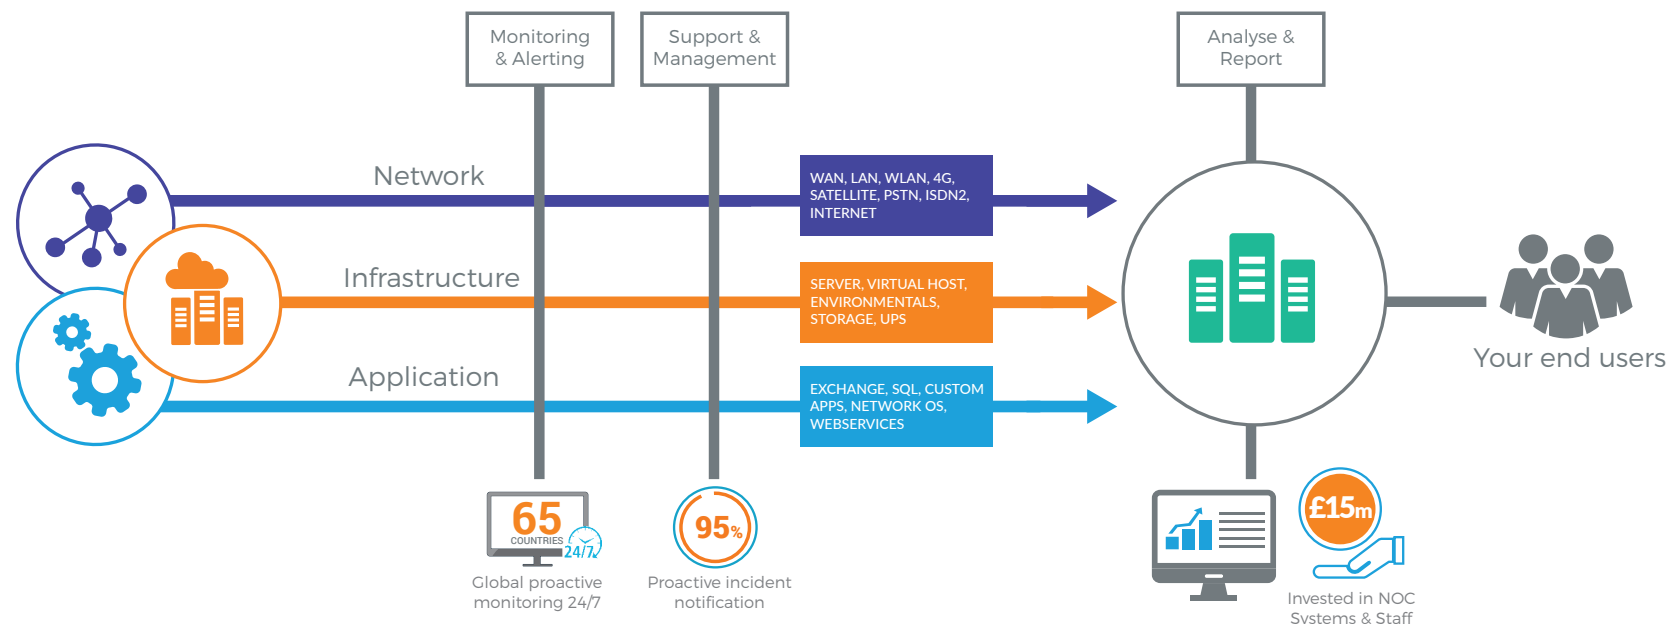 Monitoring
& Alerting
Support &
Management
Analyse &
Report
Network
WAN, LAN, WLAN, 4G,
SATELLITE, PSTN, ISDN2,
INTERNET
Infrastructure
SERVER, VIRTUAL HOST,
ENVIRONMENTALS,
STORAGE, UPS
Application
EXCHANGE, SQL, CUSTOM
APPS, NETWORK OS,
WEBSERVICES
Your end users
65
COUNTRIES
24/7
Global proactive
monitoring 24/7
95%
Proactive incident
notification
£15m
Invested in NOC
Systems & Staff